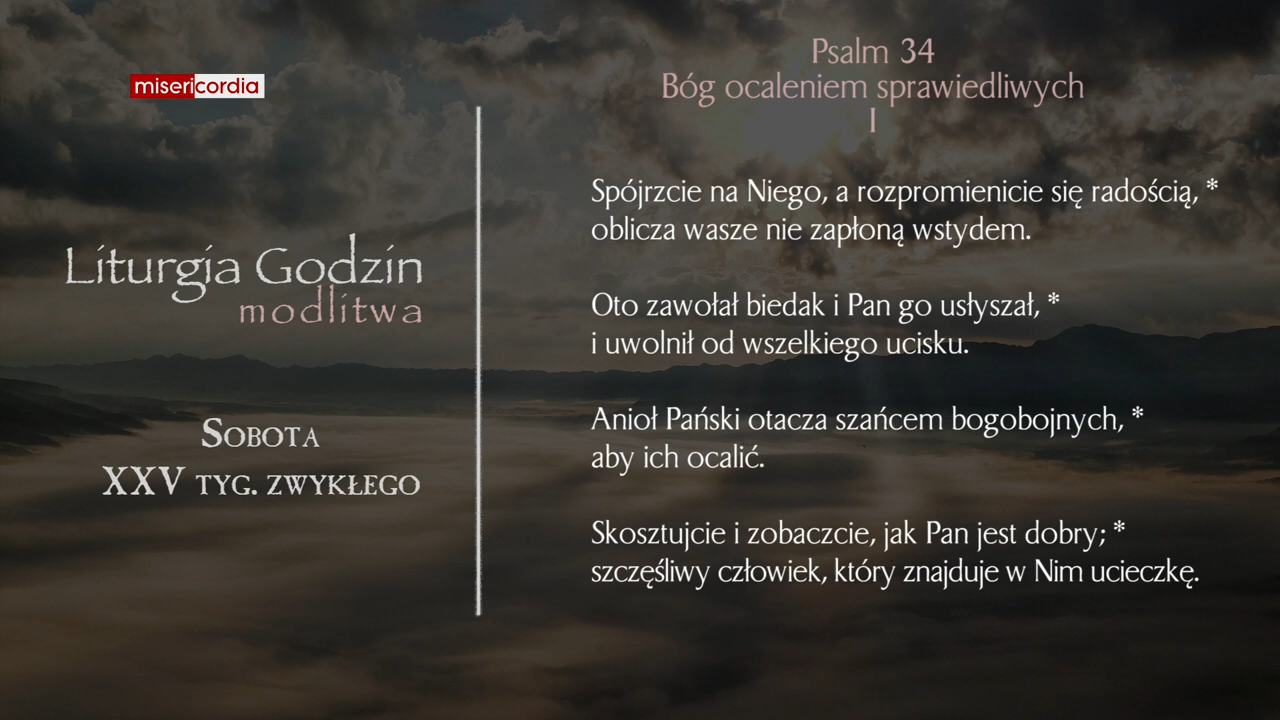 misericordia
Liturgia Godzin
modlitwa
Sobota
XXV tyg. zwykłego
Psalm 34
Bóg ocaleniem sprawiedliwych
I
Spójrzcie na Niego, a rozpromienicie się radością, *
oblicza wasze nie zapłoną wstydem.
Oto zawołał biedak i Pan go usłyszał, *
i uwolnił od wszelkiego ucisku.
Anioł Pański otacza szańcem bogobojnych, *
aby ich ocalić.
Skosztujcie i zobaczcie, jak Pan jest dobry; *
szczęśliwy człowiek, który znajduje w Nim ucieczkę.